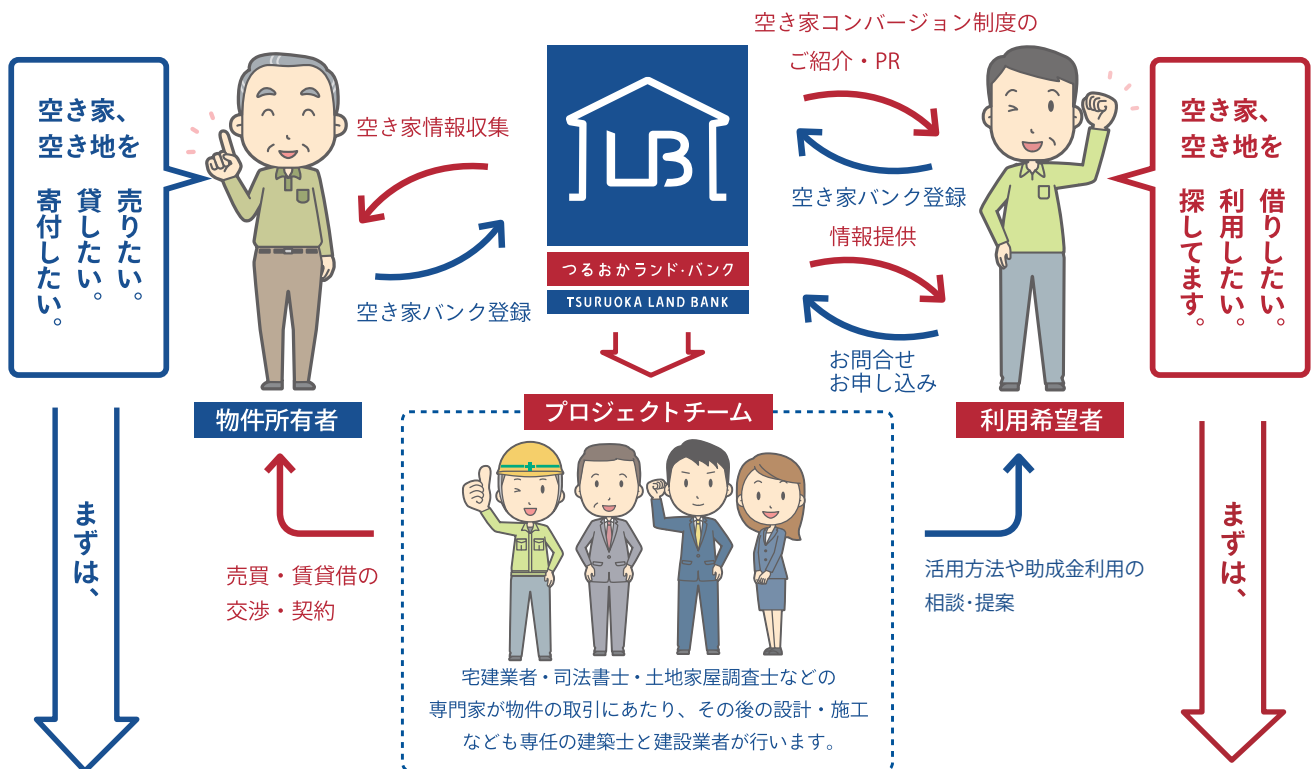 空き家、
空き地を
売りたい。
貸したい。
寄付したい。
まずは、
物件所有者
空き家情報収集
空き家バンク登録
LB
つるおかランド・バンク
TSURUOKA LAND BANK
空き家コンバージョン制度の
ご紹介・PR
空き家バンク登録
情報提供
お問合せ
お申し込み
利用希望者
空き家、
空き地を
借りしたい。
利用したい。
探してます。
まずは、
プロジェクトチーム
売買・賃貸借の
交渉・契約
活用方法や助成金利用の
相談・提案
宅建業者・司法書士・土地家屋調査士などの
専門家が物件の取引にあたり、その後の設計・施工
なども専任の建築士と建設業者が行います。